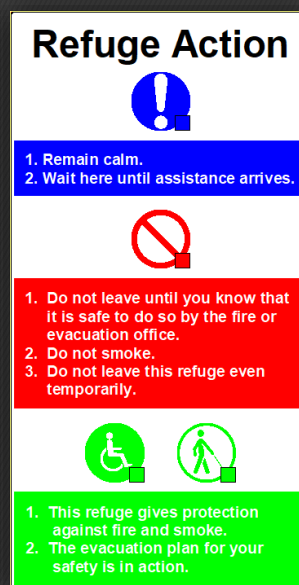 Refuge Action
1. Remain calm.
2. Wait here until assistance arrives.
1. Do not leave until you know that
it is safe to do so by the fire or
evacuation office.
2. Do not smoke.
3. Do not leave this refuge even
temporarily.
1. This refuge gives protection
against fire and smoke.
2. The evacuation plan for your
safety is in action.